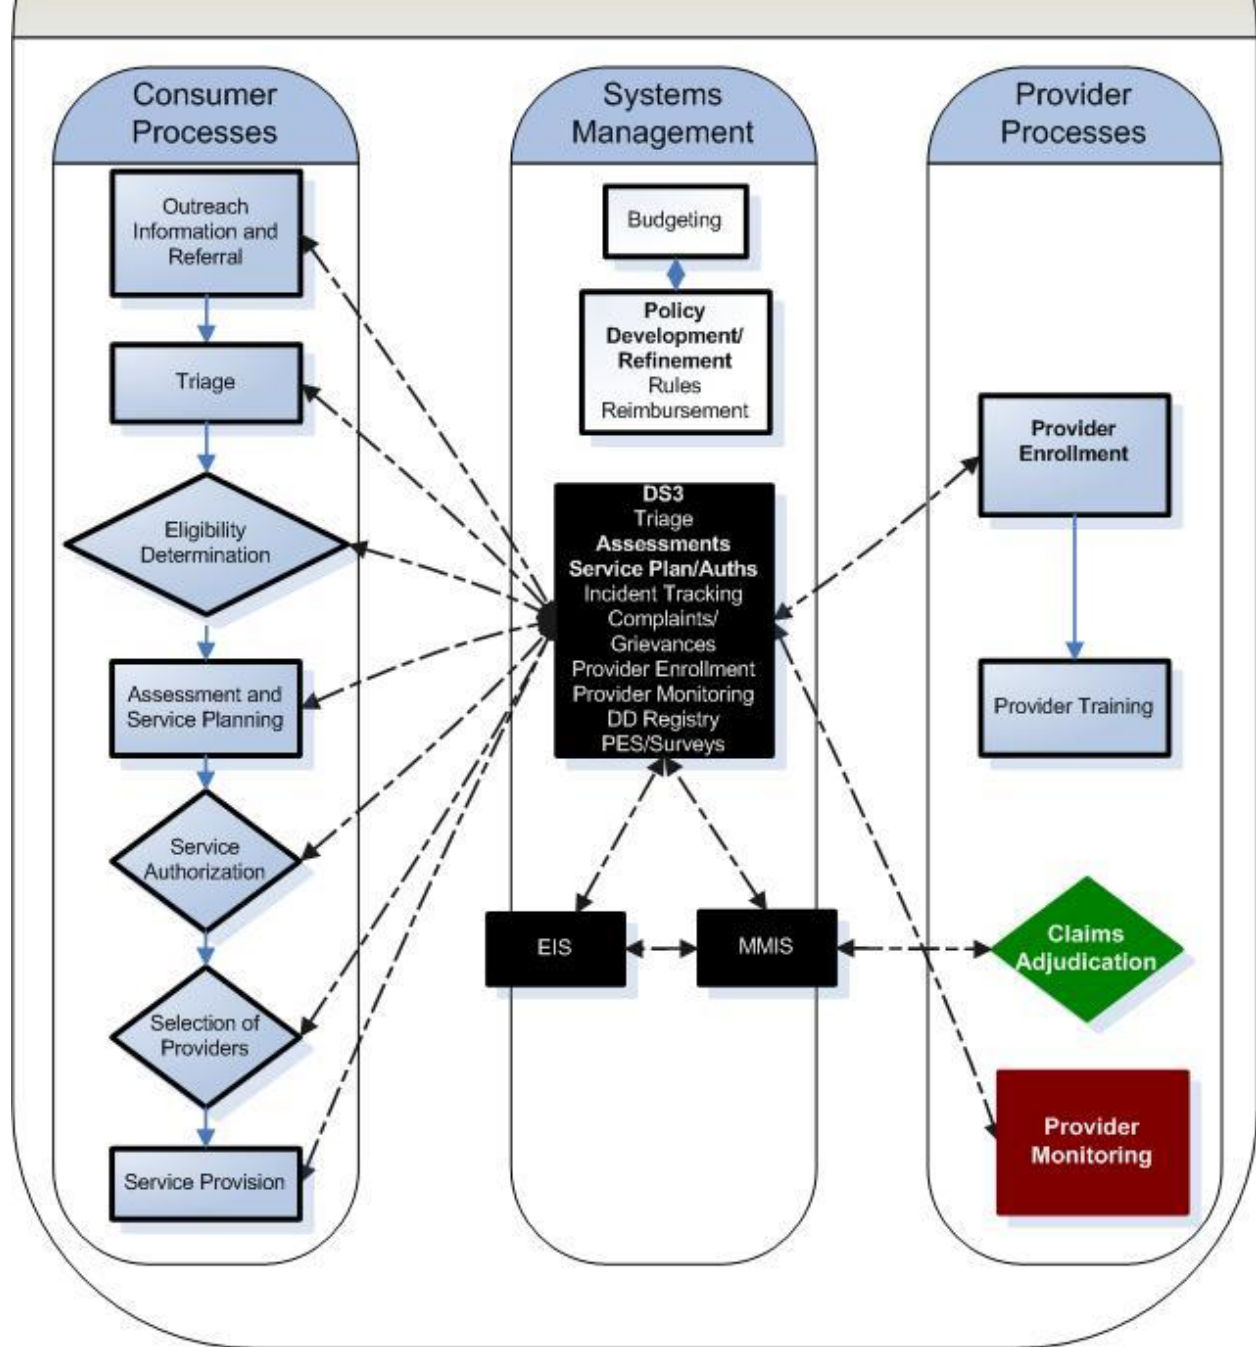 Consumer
Processes
Outreach
Information and
Referral
Triage
Eligibility
Determination
Assessment and
Service Planning
Service
Authorization
Selection of
Providers
Service Provision
Systems
Management
Budgeting
Policy
Development/
Refinement
Rules
Reimbursement
DS3
Triage
Assessments
Service Plan/Auths
Incident Tracking
Complaints/
Grievances
Provider Enrollment
Provider Monitoring
DD Registry
PES/Surveys
EIS
MMIS
Provider
Processes
Provider
Enrollment
Provider Training
Claims
Adjudication
Provider
Monitoring